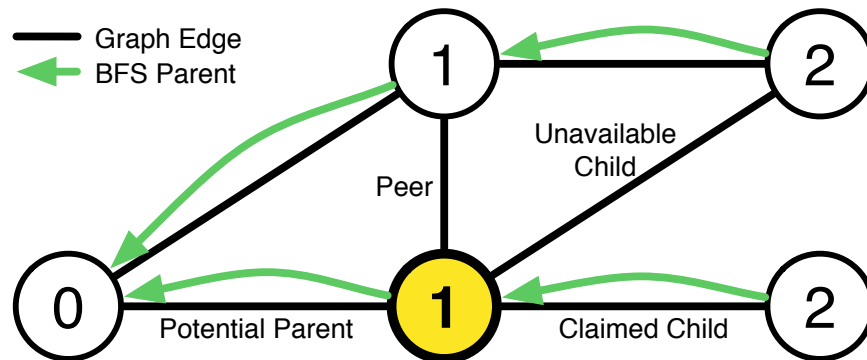 Graph Edge
BFS Parent
1
2
Unavailable
Child
Peer
0
1
2
Potential Parent
Claimed Child